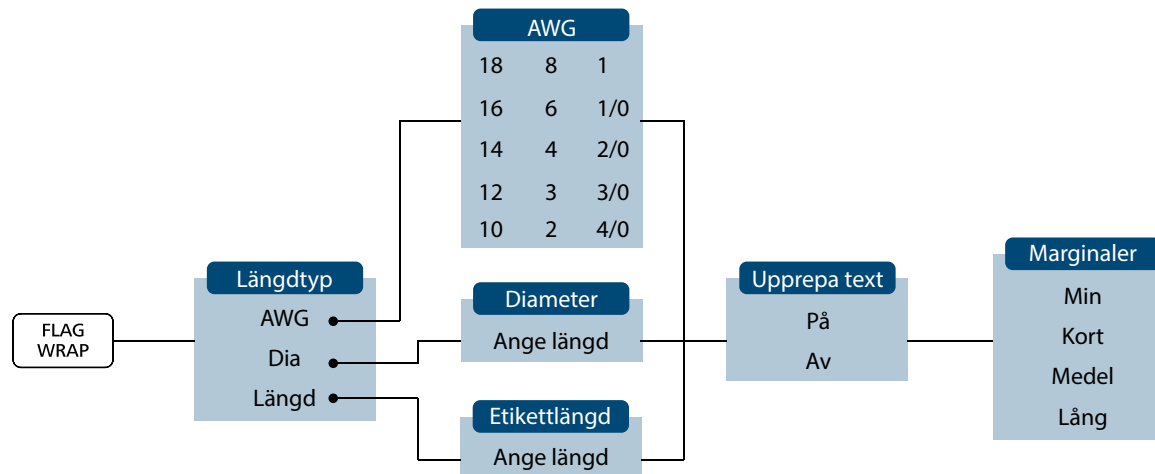 FLAG
WRAP
Längdtyp
AWG
Dia
Längd
AWG
18 8 1
16 6 1/0
14 4 2/0
12 3 3/0
10 2 4/0
Diameter
Ange längd
Etikettlängd
Ange längd
Upprepa text
På
Av
Marginaler
Min
Kort
Medel
Lång